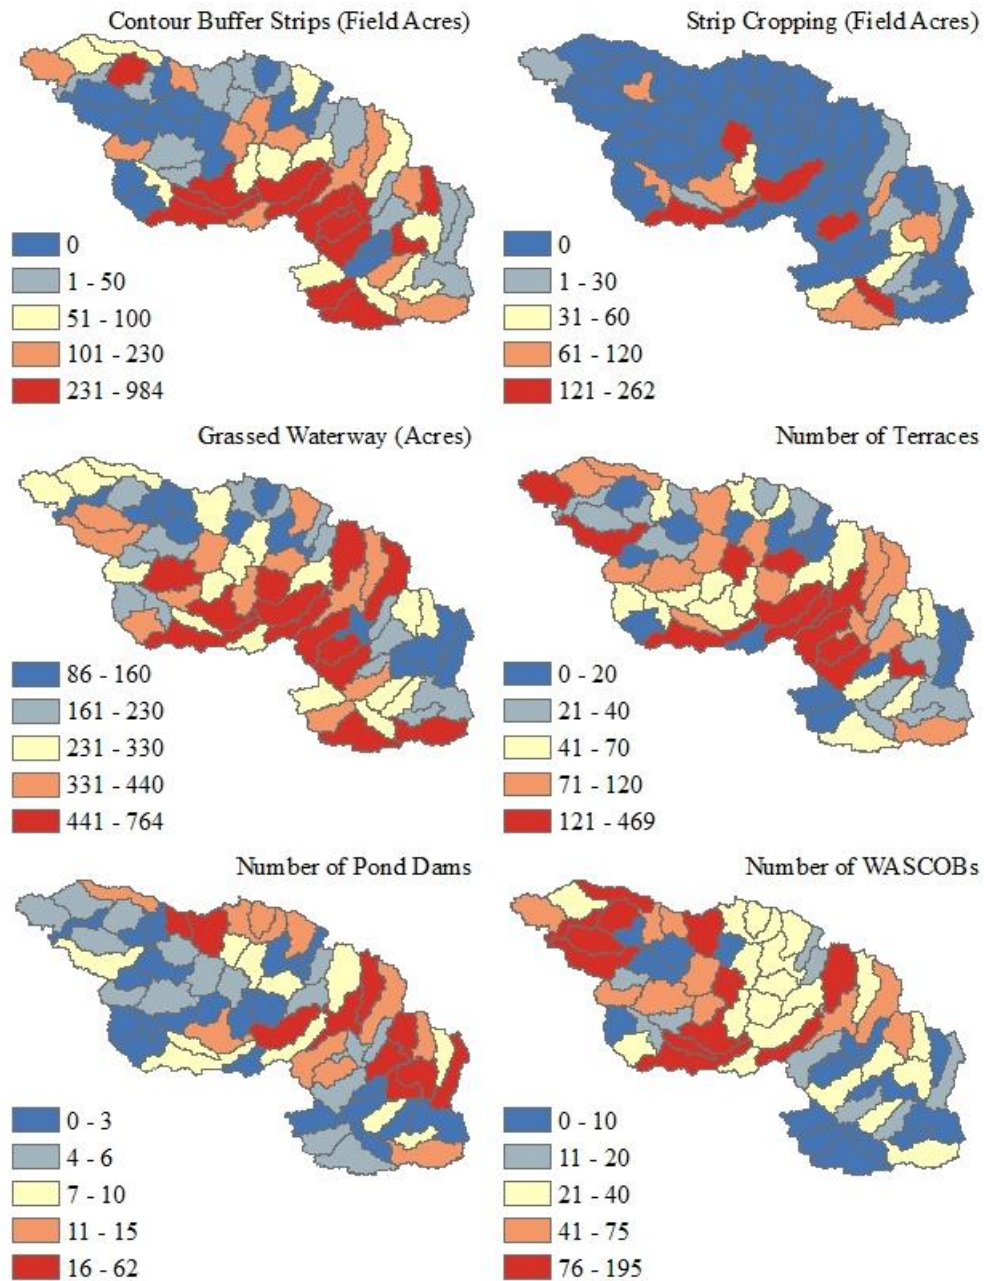 Contour Buffer Strips (Field Acres)
0
1 - 50
51 - 100
101 - 230
231 - 984
Strip Cropping (Field Acres)
0
1 - 30
31 - 60
61 - 120
121 - 262
Grassed Waterway (Acres)
86 - 160
161 - 230
231 - 330
331 - 440
441 - 764
Number of Terraces
0 - 20
21 - 40
41 - 70
71 - 120
121 - 469
Number of Pond Dams
0 - 3
4 - 6
7 - 10
11 - 15
16 - 62
Number of WASCOBs
0 - 10
11 - 20
21 - 40
41 - 75
76 - 195